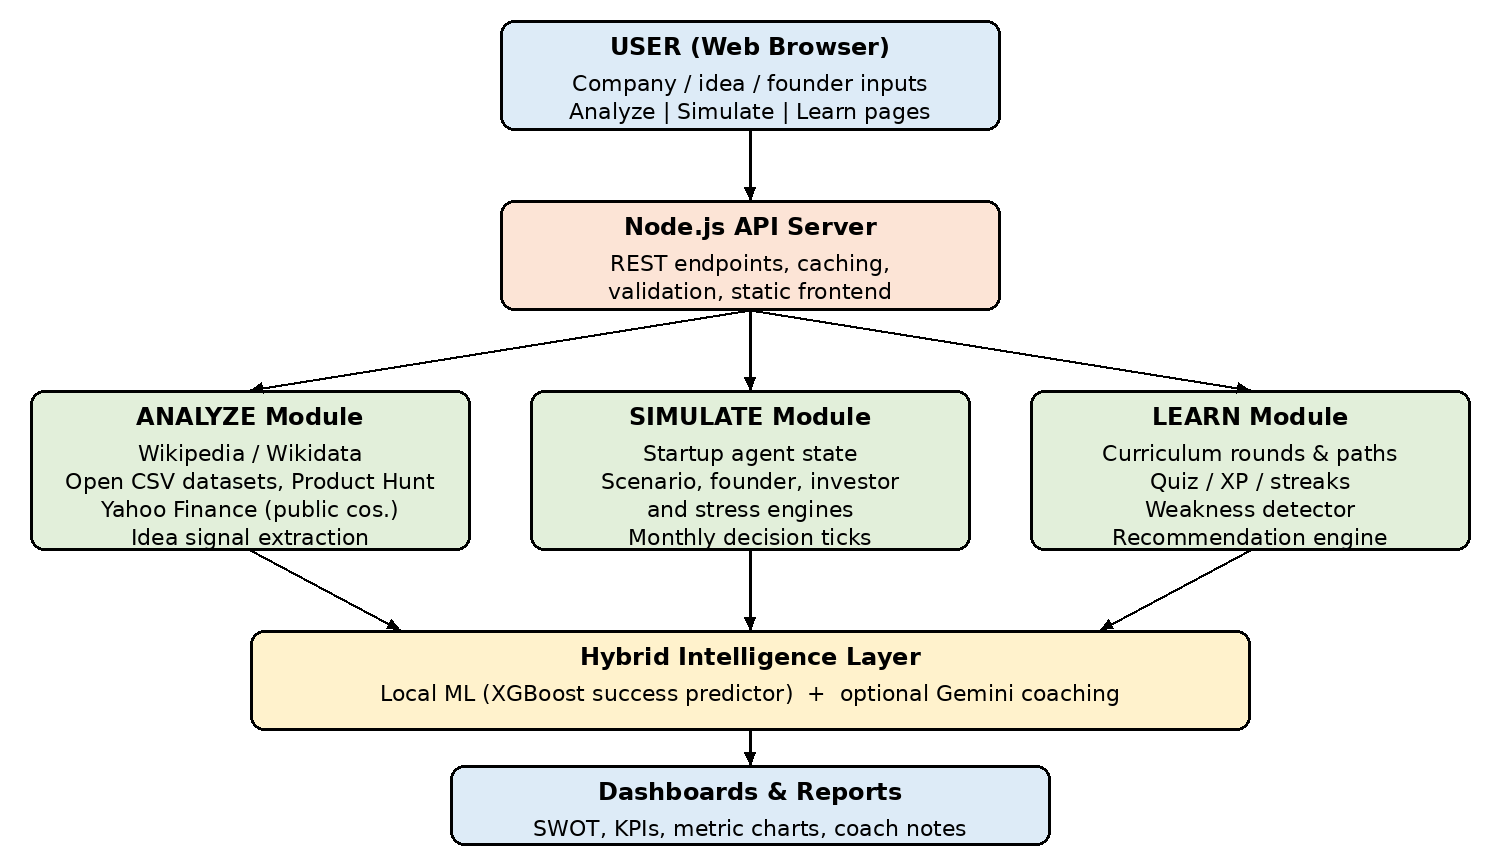 USER (Web Browser)
Company / idea / founder inputs
Analyze | Simulate | Learn pages
Node.js API Server
REST endpoints, caching,
validation, static frontend
ANALYZE Module
Wikipedia / Wikidata
Open CSV datasets, Product Hunt
Yahoo Finance (public cos.)
Idea signal extraction
SIMULATE Module
Startup agent state
Scenario, founder, investor
and stress engines
Monthly decision ticks
LEARN Module
Curriculum rounds & paths
Quiz / XP / streaks
Weakness detector
Recommendation engine
Hybrid Intelligence Layer
Local ML (XGBoost success predictor)  +  optional Gemini coaching
Dashboards & Reports
SWOT, KPIs, metric charts, coach notes